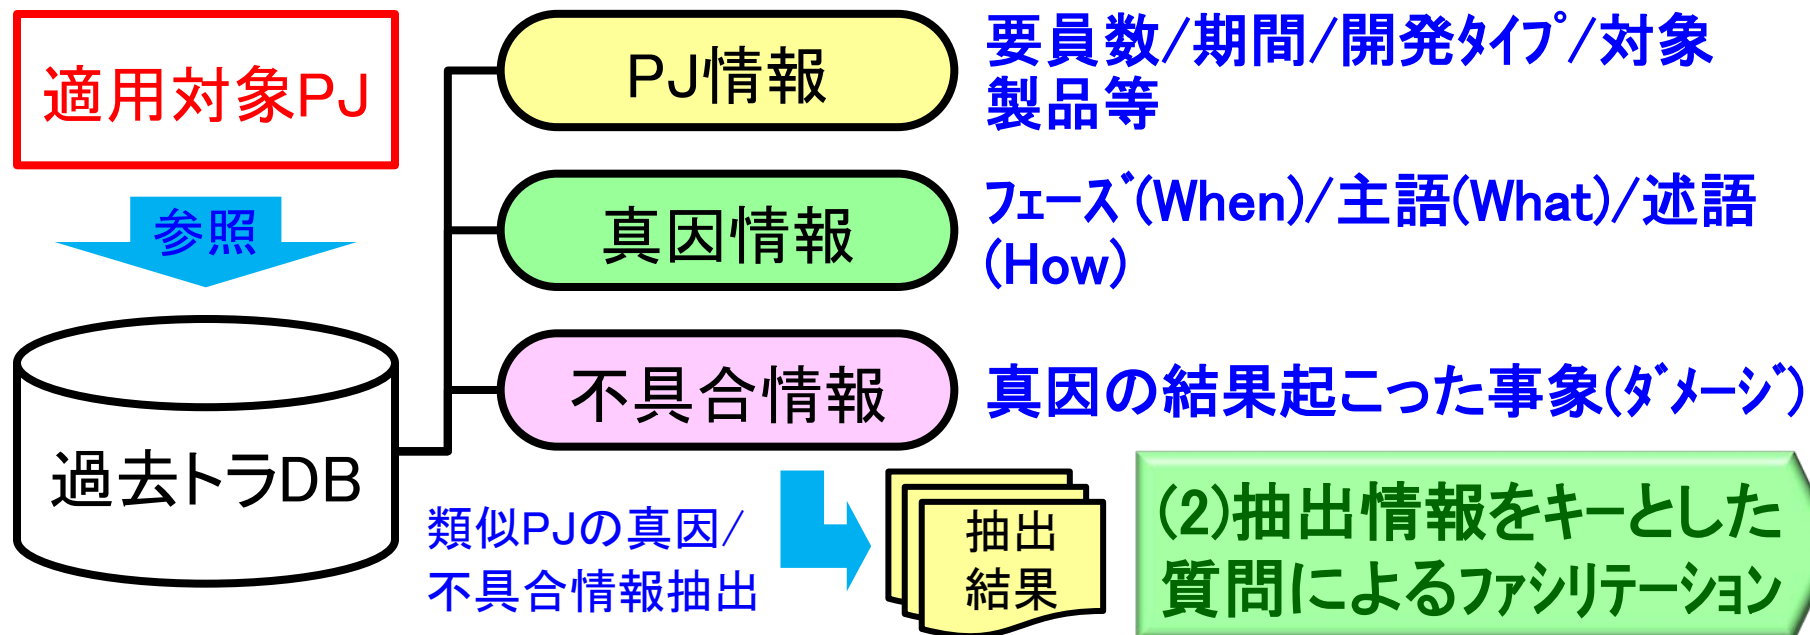 適用対象PJ
参照
過去トラDB
PJ情報
要員数/期間/開発ﾀｲﾌﾟ/対象
製品等
真因情報
ﾌｪｰｽﾞ(When)/主語(What)/述語
(How)
不具合情報
真因の結果起こった事象(ﾀﾞﾒｰｼﾞ)
類似PJの真因/
不具合情報抽出
抽出
結果
(2)抽出情報をキーとした
質問によるﾌｧｼﾘﾃｰｼｮﾝ